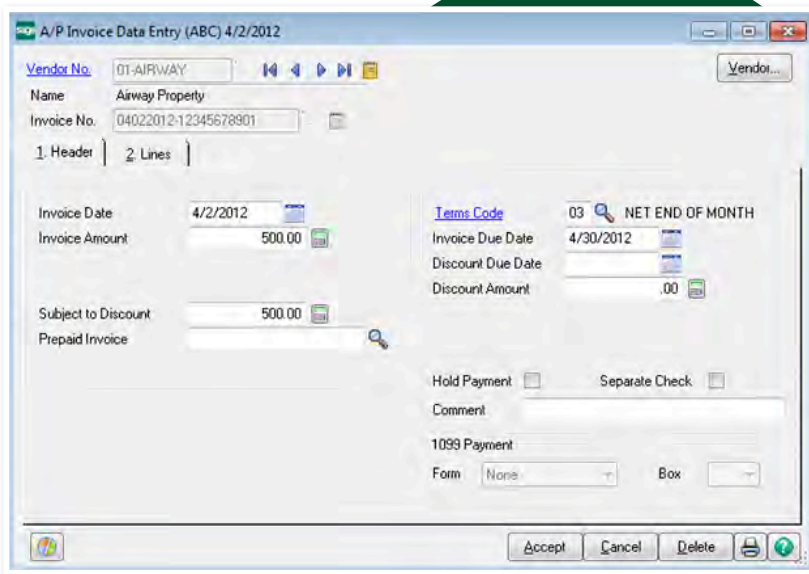 A/P Invoice Data Entry (ABC) 4/2/2012
Vendor No. 01-AIRWAY Vendor...
Name Airway Property
Invoice No. 04022012-12345678901
1. Header 2. Lines
Invoice Date 4/2/2012 Terms Code 03 NET END OF MONTH
Invoice Amount 500.00 Invoice Due Date 4/30/2012
Discount Due Date
Discount Amount .00
Subject to Discount 500.00
Prepaid Invoice
Hold Payment Separate Check
Comment
1099 Payment
Form None Box
Accept Cancel Delete